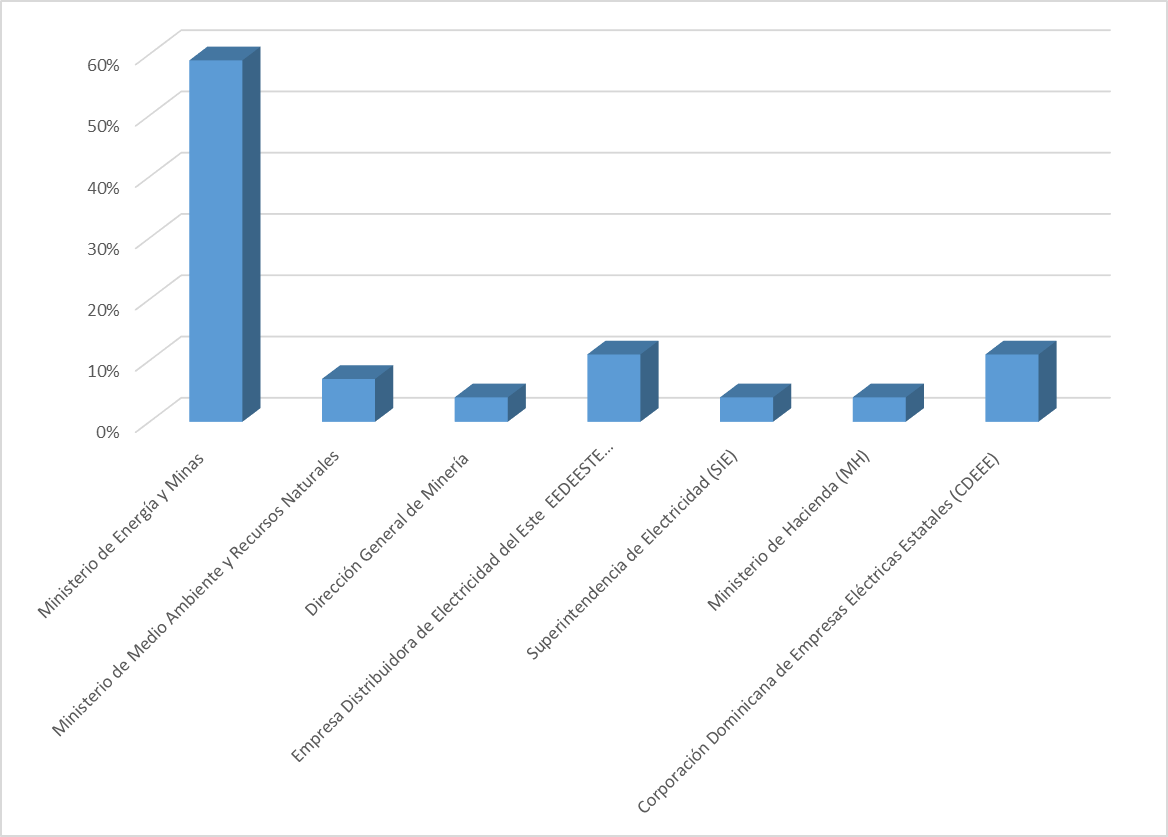 60%
50%
40%
30%
20%
10%
0%
Ministerio de Energía y Minas
Ministerio de Medio Ambiente y Recursos Naturales
Dirección General de Minería
Empresa Distribuidora de Electricidad del Este  EEDEESTE...
Superintendencia de Electricidad (SIE)
Ministerio de Hacienda (MH)
Corporación Dominicana de Empresas Eléctricas Estatales (CDEEE)